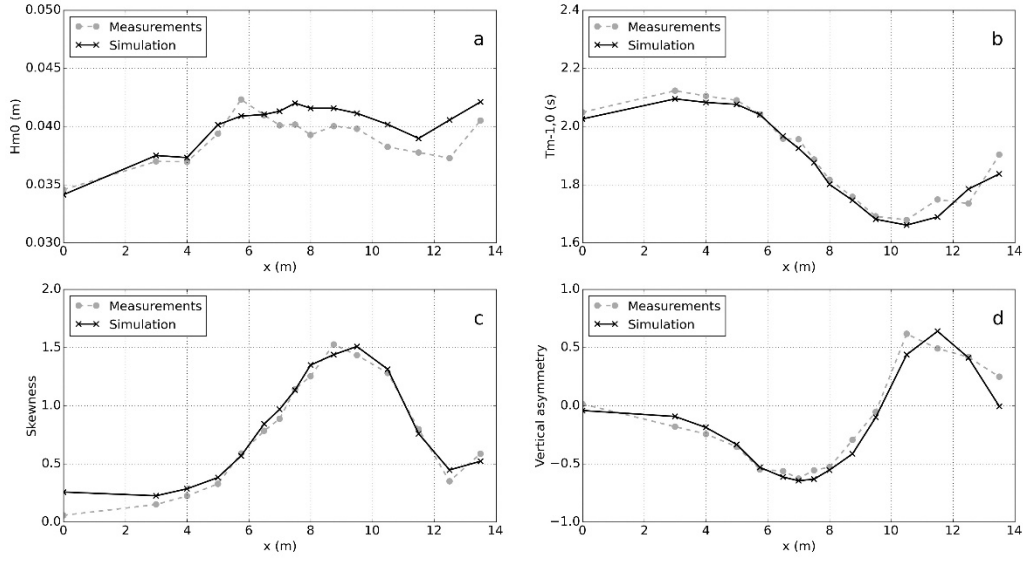 0.050
0.045
0.040
0.035
0.030
Hm0 (m)
Measurements
Simulation
a
0 2 4 6 8 10 12 14
x (m)
2.4
2.2
2.0
1.8
1.6
Tm-1,0 (s)
Measurements
Simulation
b
0 2 4 6 8 10 12 14
x (m)
2.0
1.5
1.0
0.5
0.0
Skewness
Measurements
Simulation
c
0 2 4 6 8 10 12 14
x (m)
1.0
0.5
0.0
−0.5
−1.0
Vertical asymmetry
Measurements
Simulation
d
0 2 4 6 8 10 12 14
x (m)